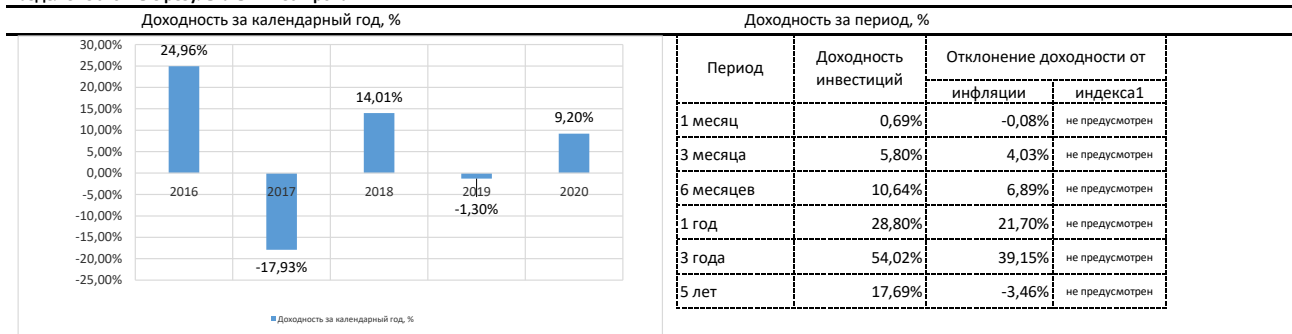 Доходность за календарный год, %
Доходность за период, %
30,00%
25,00%
20,00%
15,00%
10,00%
5,00%
0,00%
-5,00%
-10,00%
-15,00%
-20,00%
-25,00%
24,96%
-17,93%
14,01%
-1,30%
9,20%
2016 2017 2018 2019 2020
Доходность за календарный год, %
Период Доходность инвестиций Отклонение доходности от
инфляции индекса1
1 месяц 0,69% -0,08% не предусмотрен
3 месяца 5,80% 4,03% не предусмотрен
6 месяцев 10,64% 6,89% не предусмотрен
1 год 28,80% 21,70% не предусмотрен
3 года 54,02% 39,15% не предусмотрен
5 лет 17,69% -3,46% не предусмотрен